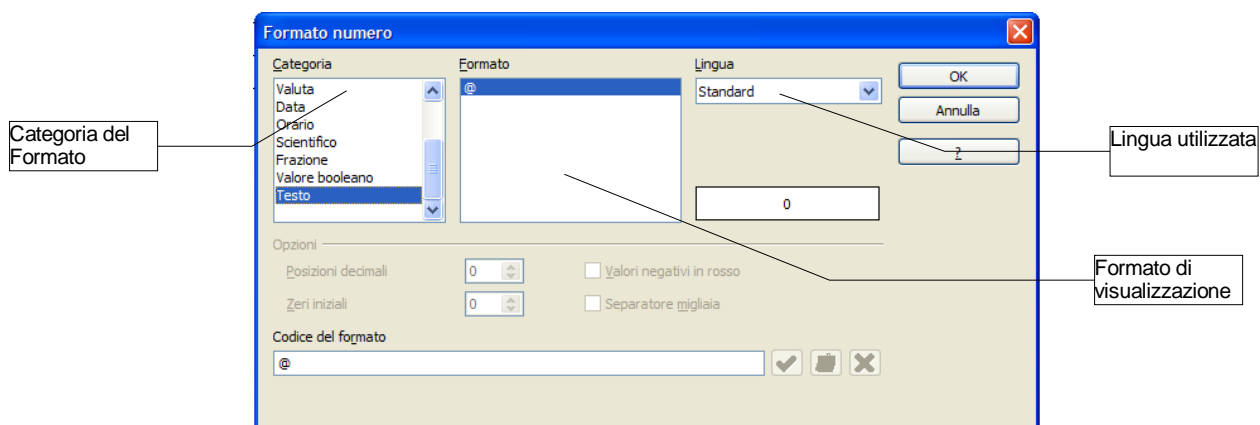 Formato numero
Categoria
Formato
Lingua
Valuta
Data
Orario
Scientifico
Frazione
Valore booleano
Testo
@
Standard
OK
Annulla
?
0
Categoria del
Formato
Lingua utilizzata
Opzioni
Posizioni decimali
0
Valori negativi in rosso
Zeri iniziali
0
Separatore migliaia
Formato di
visualizzazione
Codice del formato
@